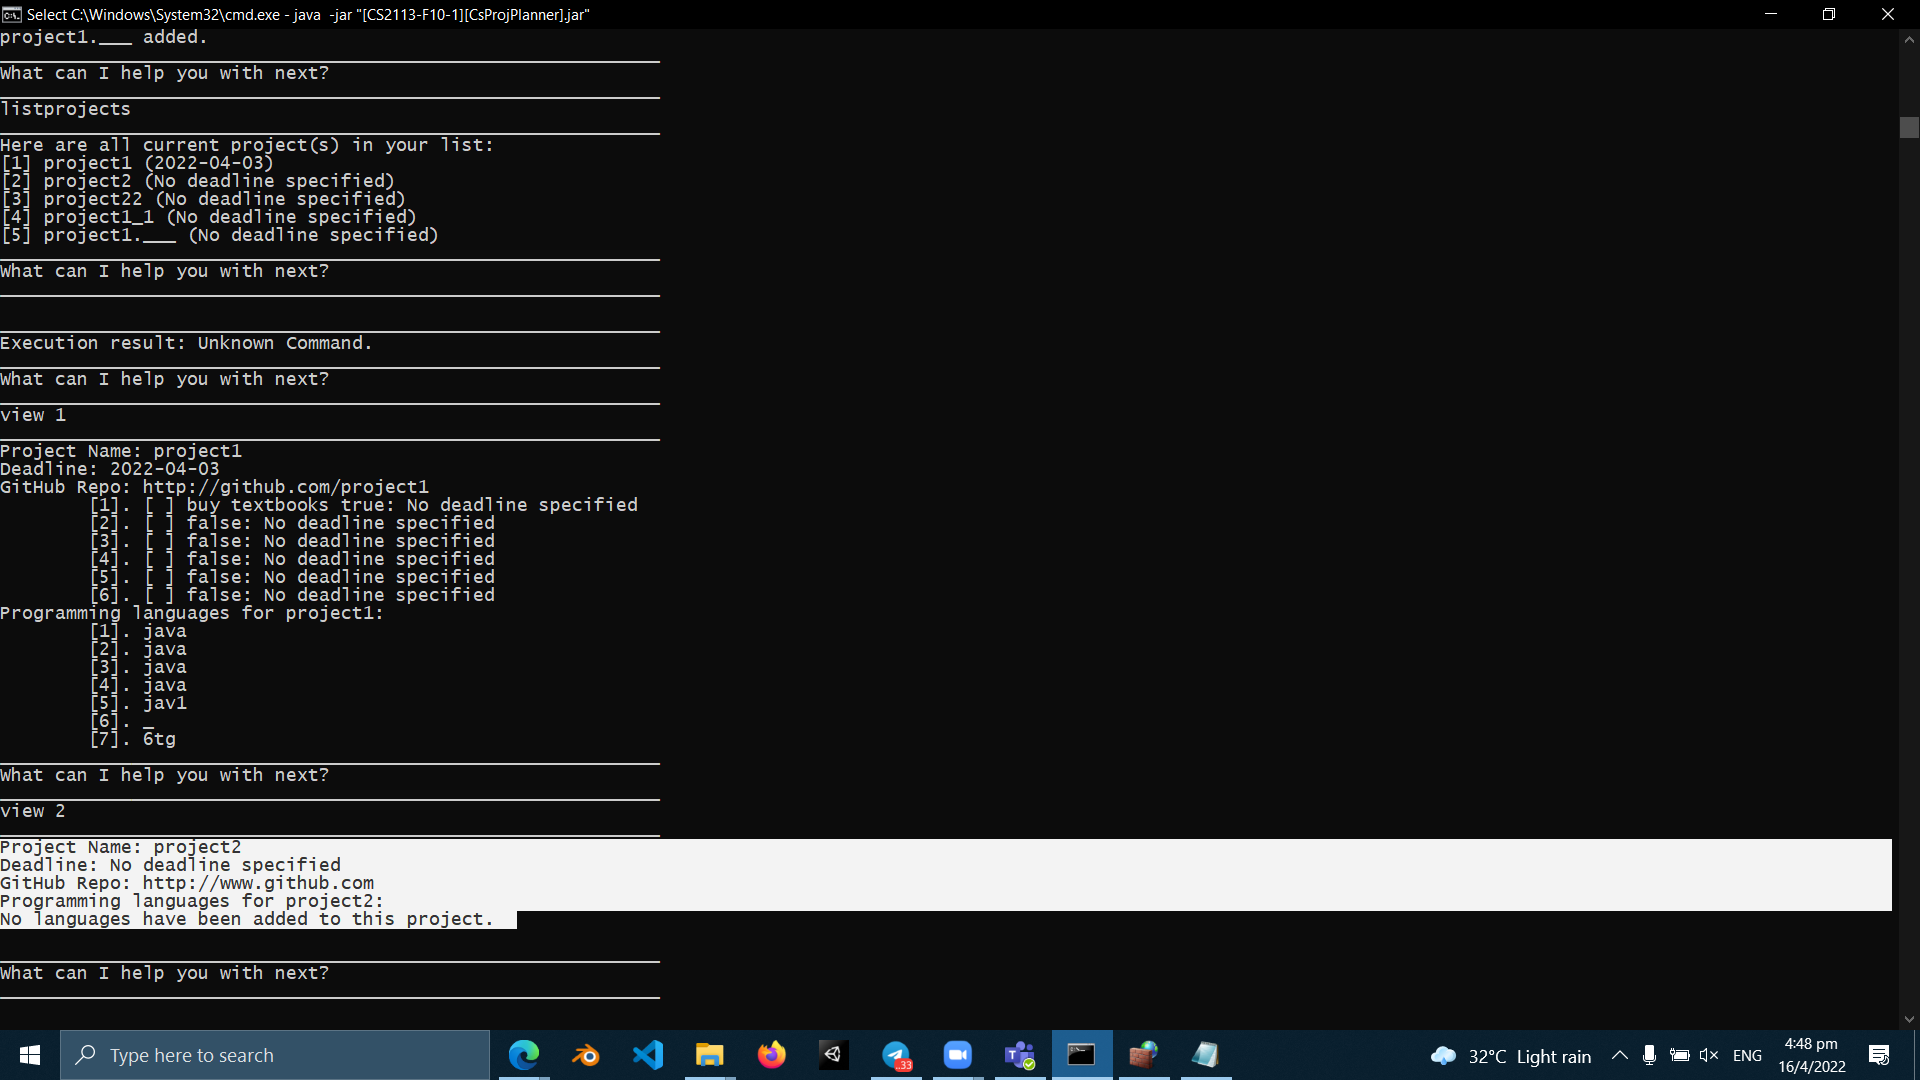 Select C:\Windows\System32\cmd.exe - java  -jar "[CS2113-F10-1][CsProjPlanner].jar"
project1.___ added.
What can I help you with next?
listprojects
Here are all current project(s) in your list:
[1] project1 (2022-04-03)
[2] project2 (No deadline specified)
[3] project22 (No deadline specified)
[4] project1_1 (No deadline specified)
[5] project1.___ (No deadline specified)
What can I help you with next?
Execution result: Unknown Command.
What can I help you with next?
view 1
Project Name: project1
Deadline: 2022-04-03
GitHub Repo: http://github.com/project1
[1]. [ ] buy textbooks true: No deadline specified
[2]. [ ] false: No deadline specified
[3]. [ ] false: No deadline specified
[4]. [ ] false: No deadline specified
[5]. [ ] false: No deadline specified
[6]. [ ] false: No deadline specified
Programming languages for project1:
[1]. java
[2]. java
[3]. java
[4]. java
[5]. jav1
[6]. _
[7]. 6tg
What can I help you with next?
view 2
Project Name: project2
Deadline: No deadline specified
GitHub Repo: http://www.github.com
Programming languages for project2:
No languages have been added to this project.
What can I help you with next?
Type here to search
33
32°C Light rain
ENG
4:48 pm
16/4/2022